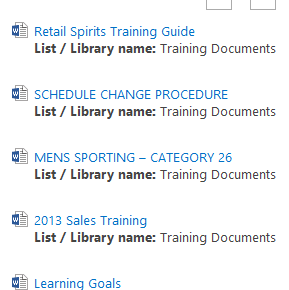 Retail Spirits Training Guide
List / Library name: Training Documents
SCHEDULE CHANGE PROCEDURE
List / Library name: Training Documents
MENS SPORTING – CATEGORY 26
List / Library name: Training Documents
2013 Sales Training
List / Library name: Training Documents
Learning Goals